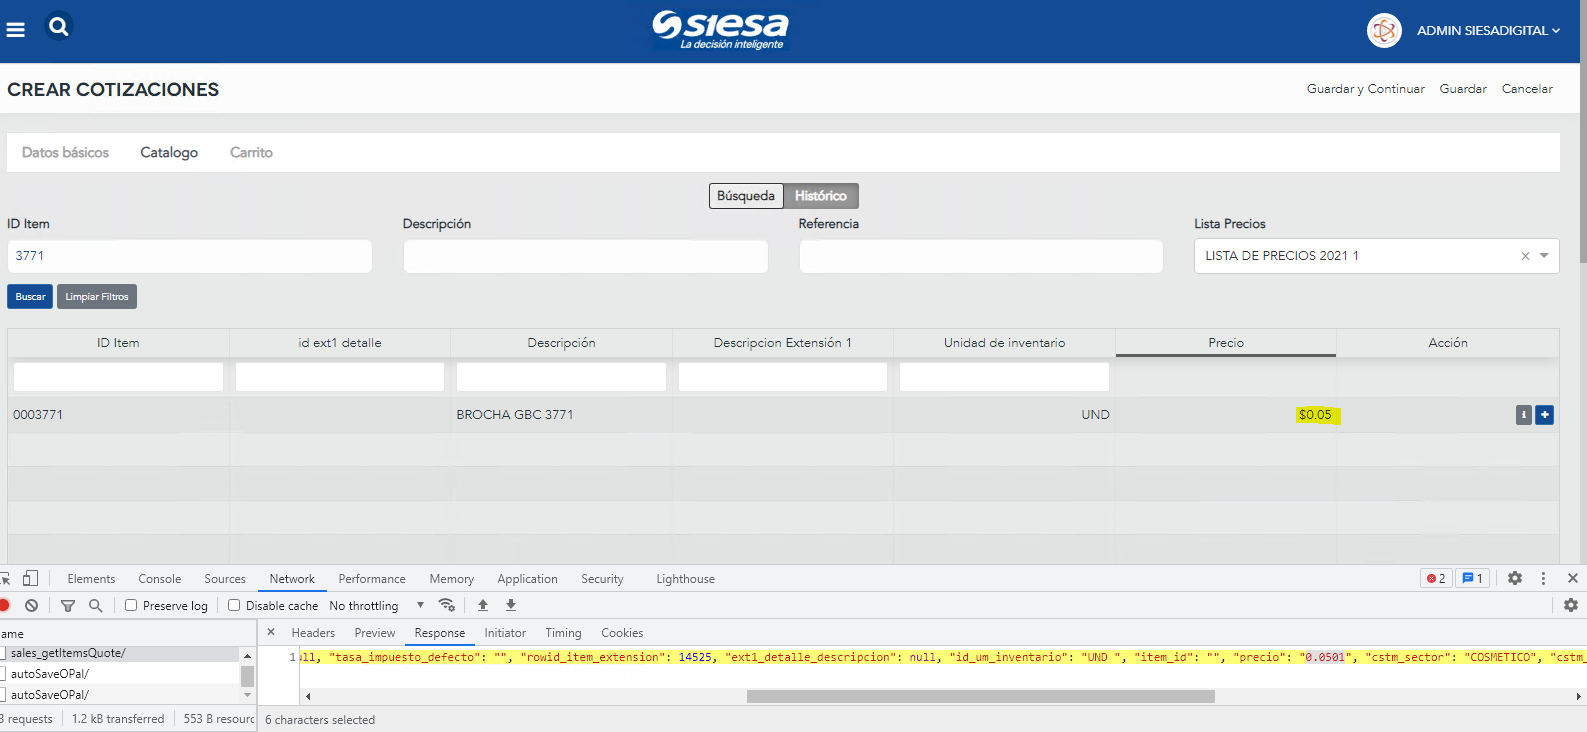 siesa
La decisión inteligente
ADMIN SIESADIGITAL
CREAR COTIZACIONES
Guardar y Continuar Guardar Cancelar
Datos básicos Catalogo Carrito
Búsqueda Histórico
ID Item Descripción Referencia Lista Precios
3771 LISTA DE PRECIOS 2021 1
Buscar Limpiar Filtros
ID Item id ext1 detalle Descripción Descripcion Extensión 1 Unidad de inventario Precio Acción
0003771 BROCHA GBC 3771 UND $0.05
Elements Console Sources Network Performance Memory Application Security Lighthouse 2 1
Preserve log Disable cache No throttling
ame × Headers Preview Response Initiator Timing Cookies
sales_getItemsQuote/
1 ll, "tasa_impuesto_defecto": "", "rowid_item_extension": 14525, "ext1_detalle_descripcion": null, "id_um_inventario": "UND ", "item_id": "", "precio": "0.0501", "cstm_sector": "COSMETICO", "cstm_
autoSaveOPal/
autoSaveOPal/
3 requests 1.2 kB transferred 553 B resourc 6 characters selected